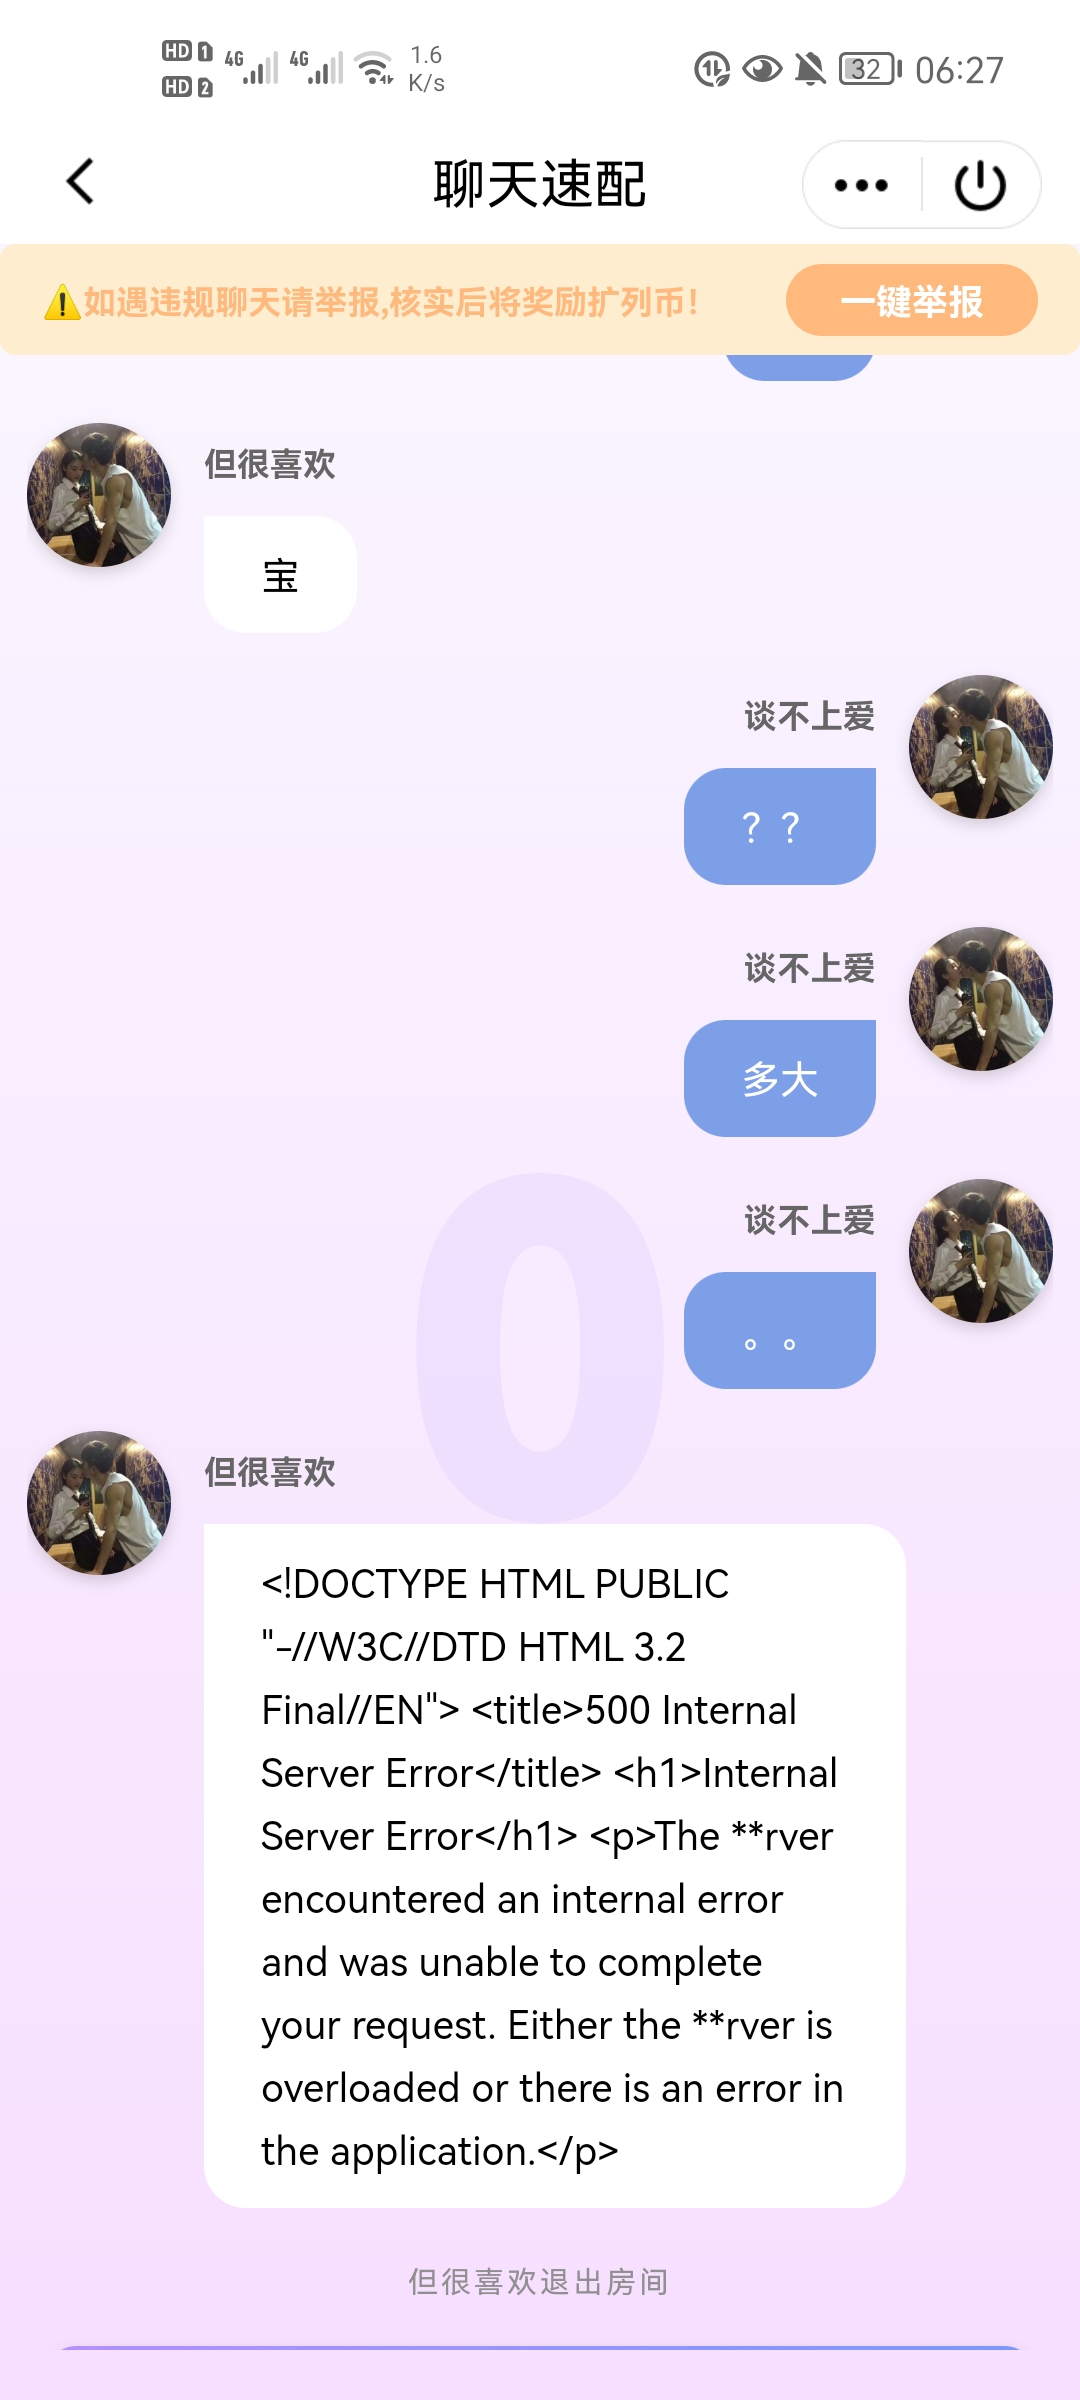 HD 1 4G 4G 1.6
HD 2 K/s
32 06:27
聊天速配
⚠️如遇违规聊天请举报,核实后将奖励扩列币!
一键举报
但很喜欢
宝
谈不上爱
？？
谈不上爱
多大
谈不上爱
。。
0
但很喜欢
<!DOCTYPE HTML PUBLIC
"-//W3C//DTD HTML 3.2
Final//EN"> <title>500 Internal
Server Error</title> <h1>Internal
Server Error</h1> <p>The **rver
encountered an internal error
and was unable to complete
your request. Either the **rver is
overloaded or there is an error in
the application.</p>
但很喜欢退出房间